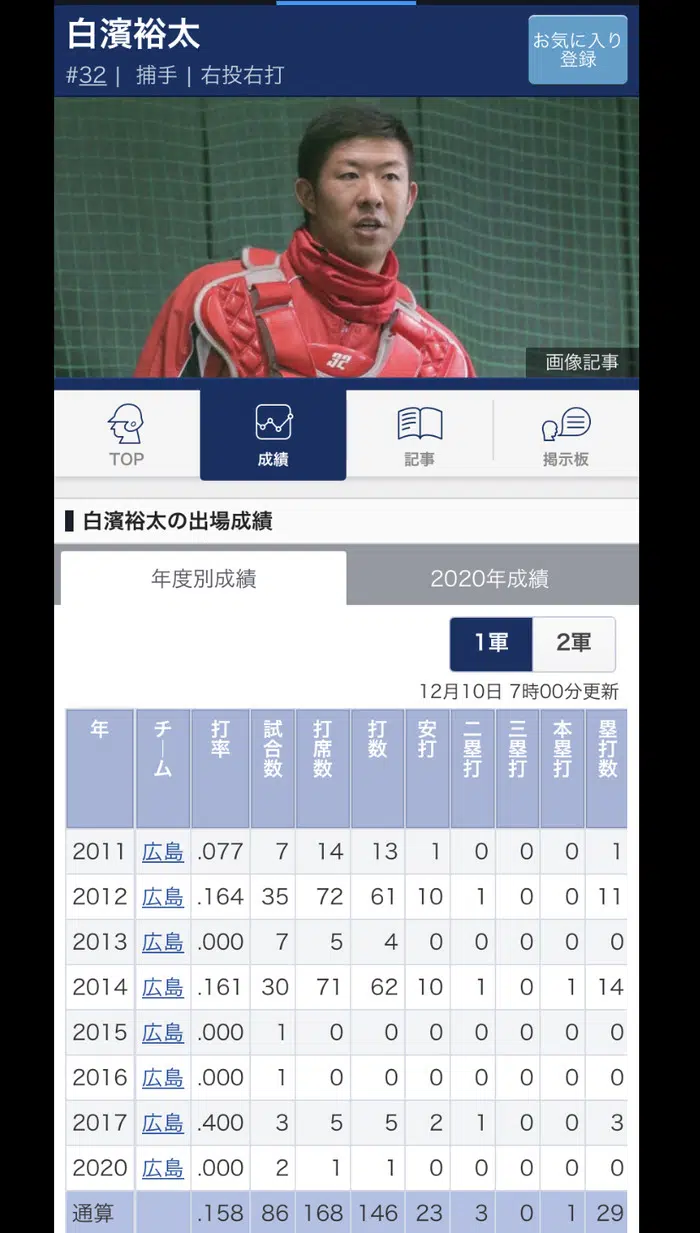 白濱裕太
#32 | 捕手 | 右投右打
お気に入り
登録
32
画像記事
TOP
成績
記事
掲示板
白濱裕太の出場成績
年度別成績
2020年成績
1軍 2軍
12月10日 7時00分更新
年 チーム 打率 試合数 打席数 打数 安打 二塁打 三塁打 本塁打 塁打数
2011 広島 .077 7 14 13 1 0 0 0 1
2012 広島 .164 35 72 61 10 1 0 0 11
2013 広島 .000 7 5 4 0 0 0 0 0
2014 広島 .161 30 71 62 10 1 0 1 14
2015 広島 .000 1 0 0 0 0 0 0 0
2016 広島 .000 1 0 0 0 0 0 0 0
2017 広島 .400 3 5 5 2 1 0 0 3
2020 広島 .000 2 1 1 0 0 0 0 0
通算 .158 86 168 146 23 3 0 1 29